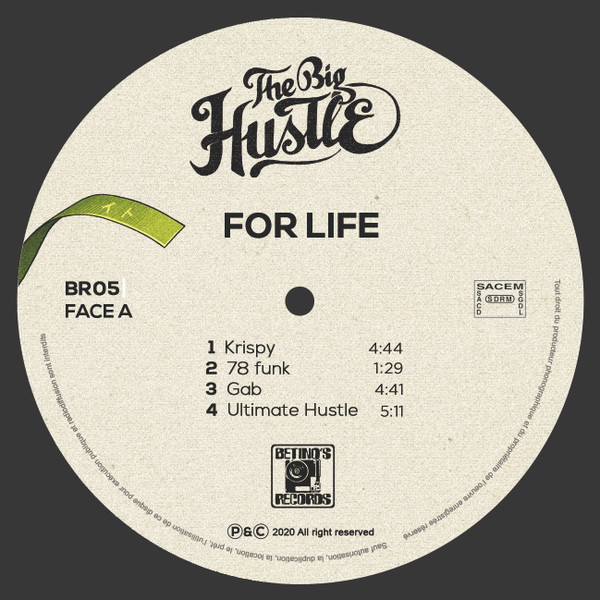 The Big
Hustle
イト
FOR LIFE
BR05
FACE A
SACEM
SACD
SDRM
SGDL
1 Krispy 4:44
2 78 funk 1:29
3 Gab 4:41
4 Ultimate Hustle 5:11
BETINO'S
RECORDS
Ⓟ&© 2020 All right reserved
Tout droit du producteur phonographique et du propriétaire de l'oeuvre enregistrée réservé
Sauf autorisation, la duplication, la location, le prêt, l'utilisation de ce disque pour exécution publique et radiodiffusion sont interdits